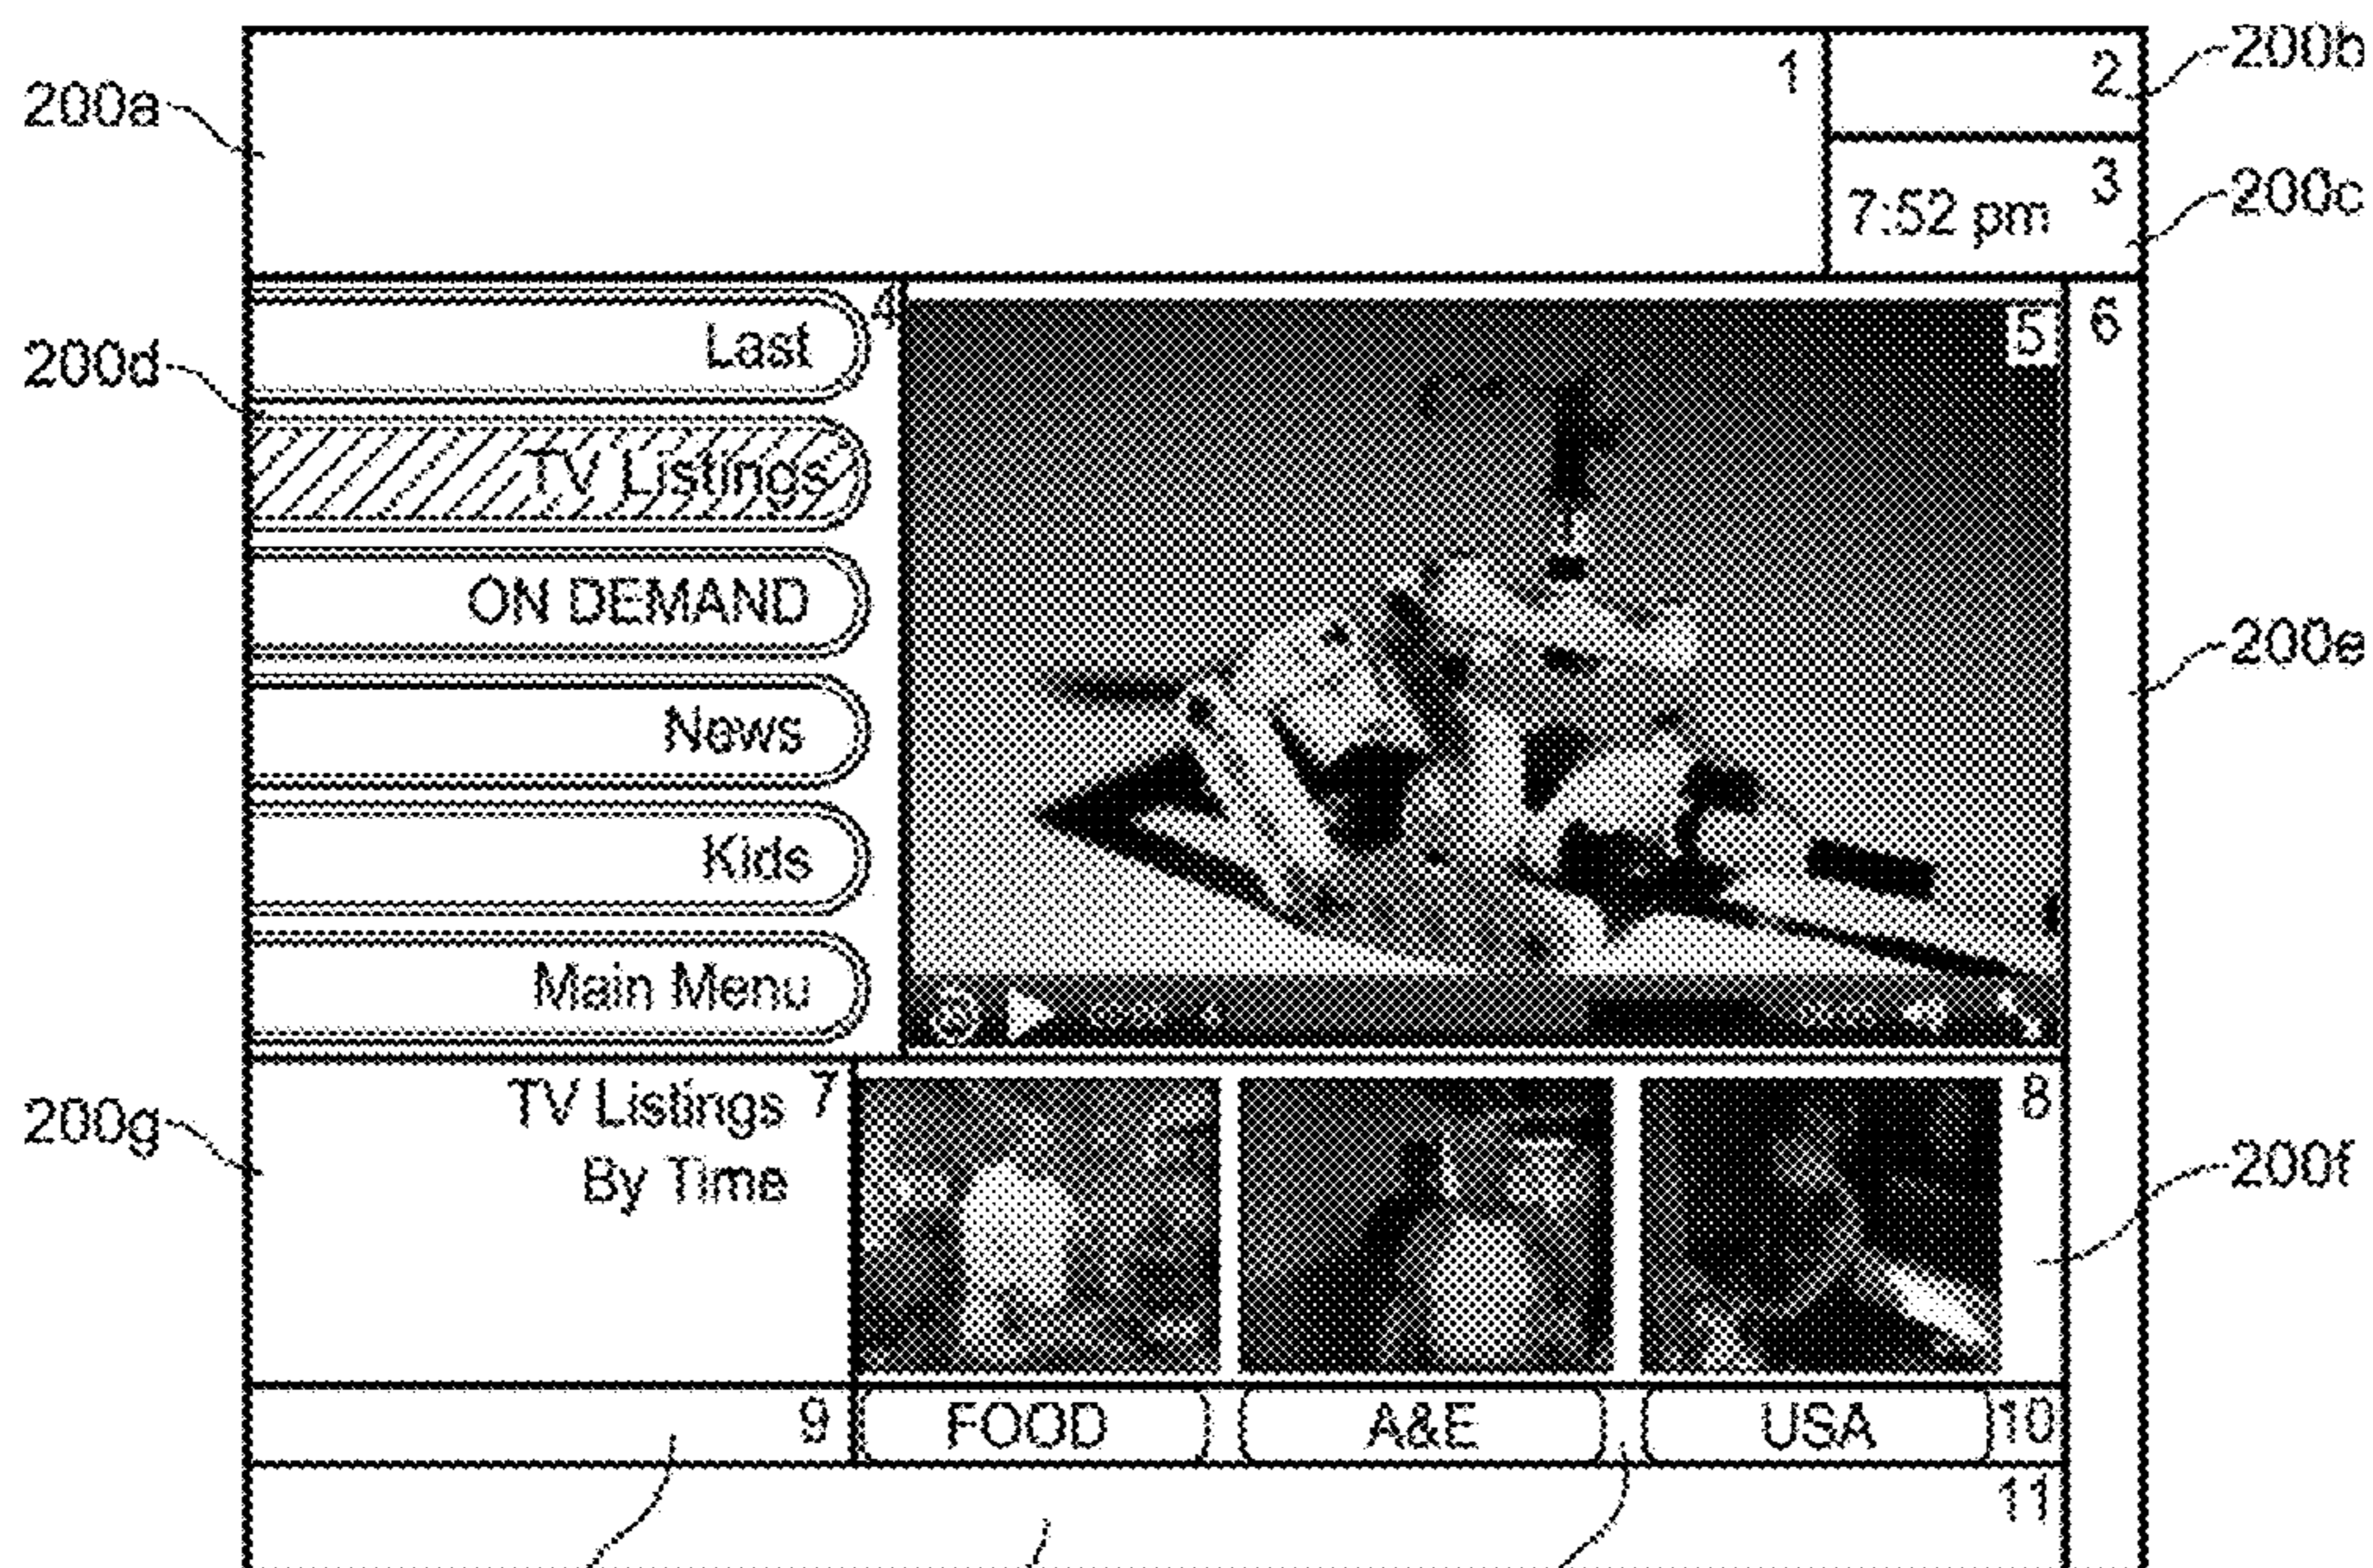 200a
1
2
200b
3
7:52 pm
200c
4
Last
5
6
200d
TV Listings
ON DEMAND
200e
News
Kids
Main Menu
TV Listings
By Time
7
8
200g
200f
9
FOOD
A&E
USA
10
11